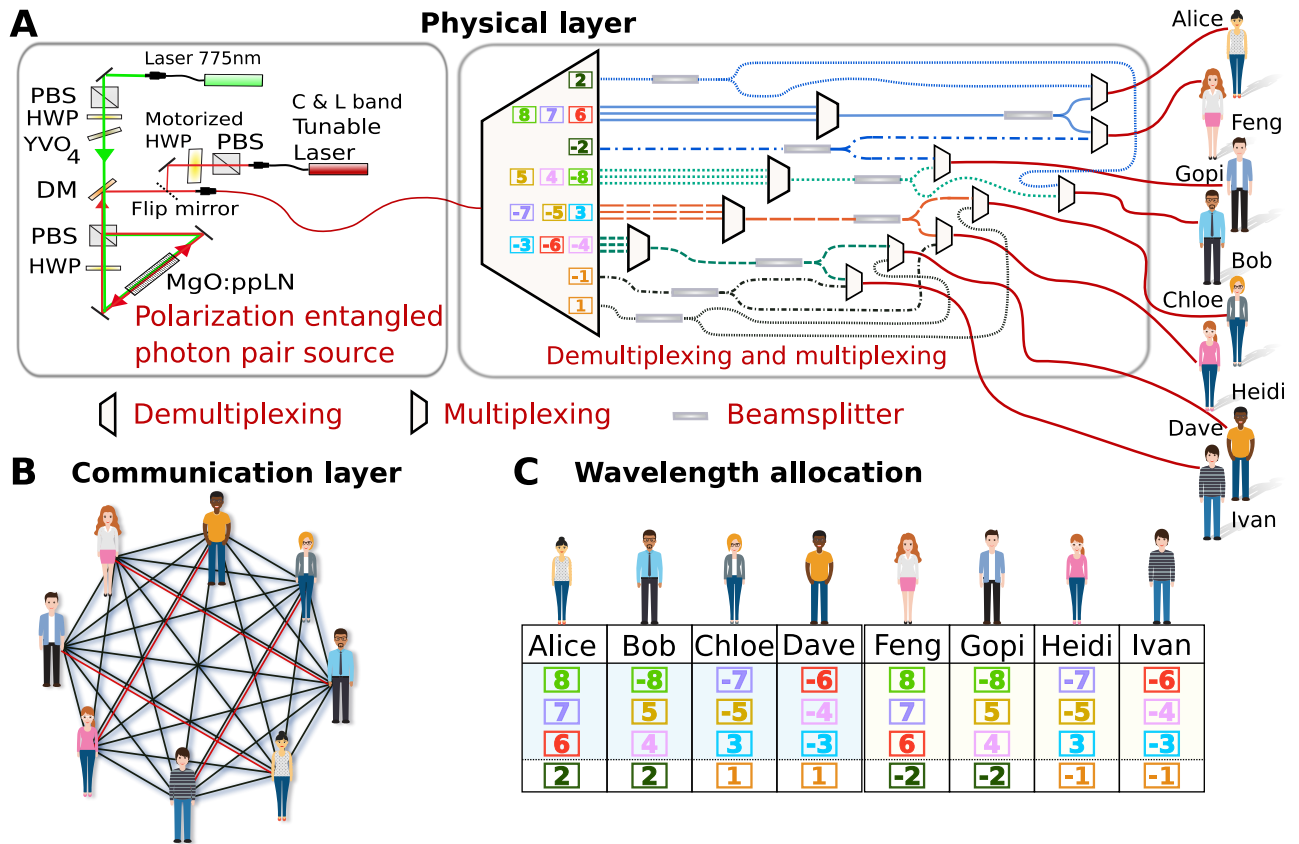 A
Physical layer
Laser 775nm
PBS
HWP
YVO
4
DM
PBS
HWP
Motorized
HWP
PBS
C & L band
Tunable
Laser
Flip mirror
MgO:ppLN
Polarization entangled
photon pair source
2
8 7 6
-2
5 4 -8
-7 -5 3
-3 -6 -4
-1
1
Demultiplexing and multiplexing
Alice
Feng
Gopi
Bob
Chloe
Heidi
Dave
Ivan
Demultiplexing
Multiplexing
Beamsplitter
B Communication layer
C Wavelength allocation
Alice Bob Chloe Dave Feng Gopi Heidi Ivan
8 -8 -7 -6 8 -8 -7 -6
7 5 -5 -4 7 5 -5 -4
6 4 3 -3 6 4 3 -3
2 2 1 1 -2 -2 -1 -1